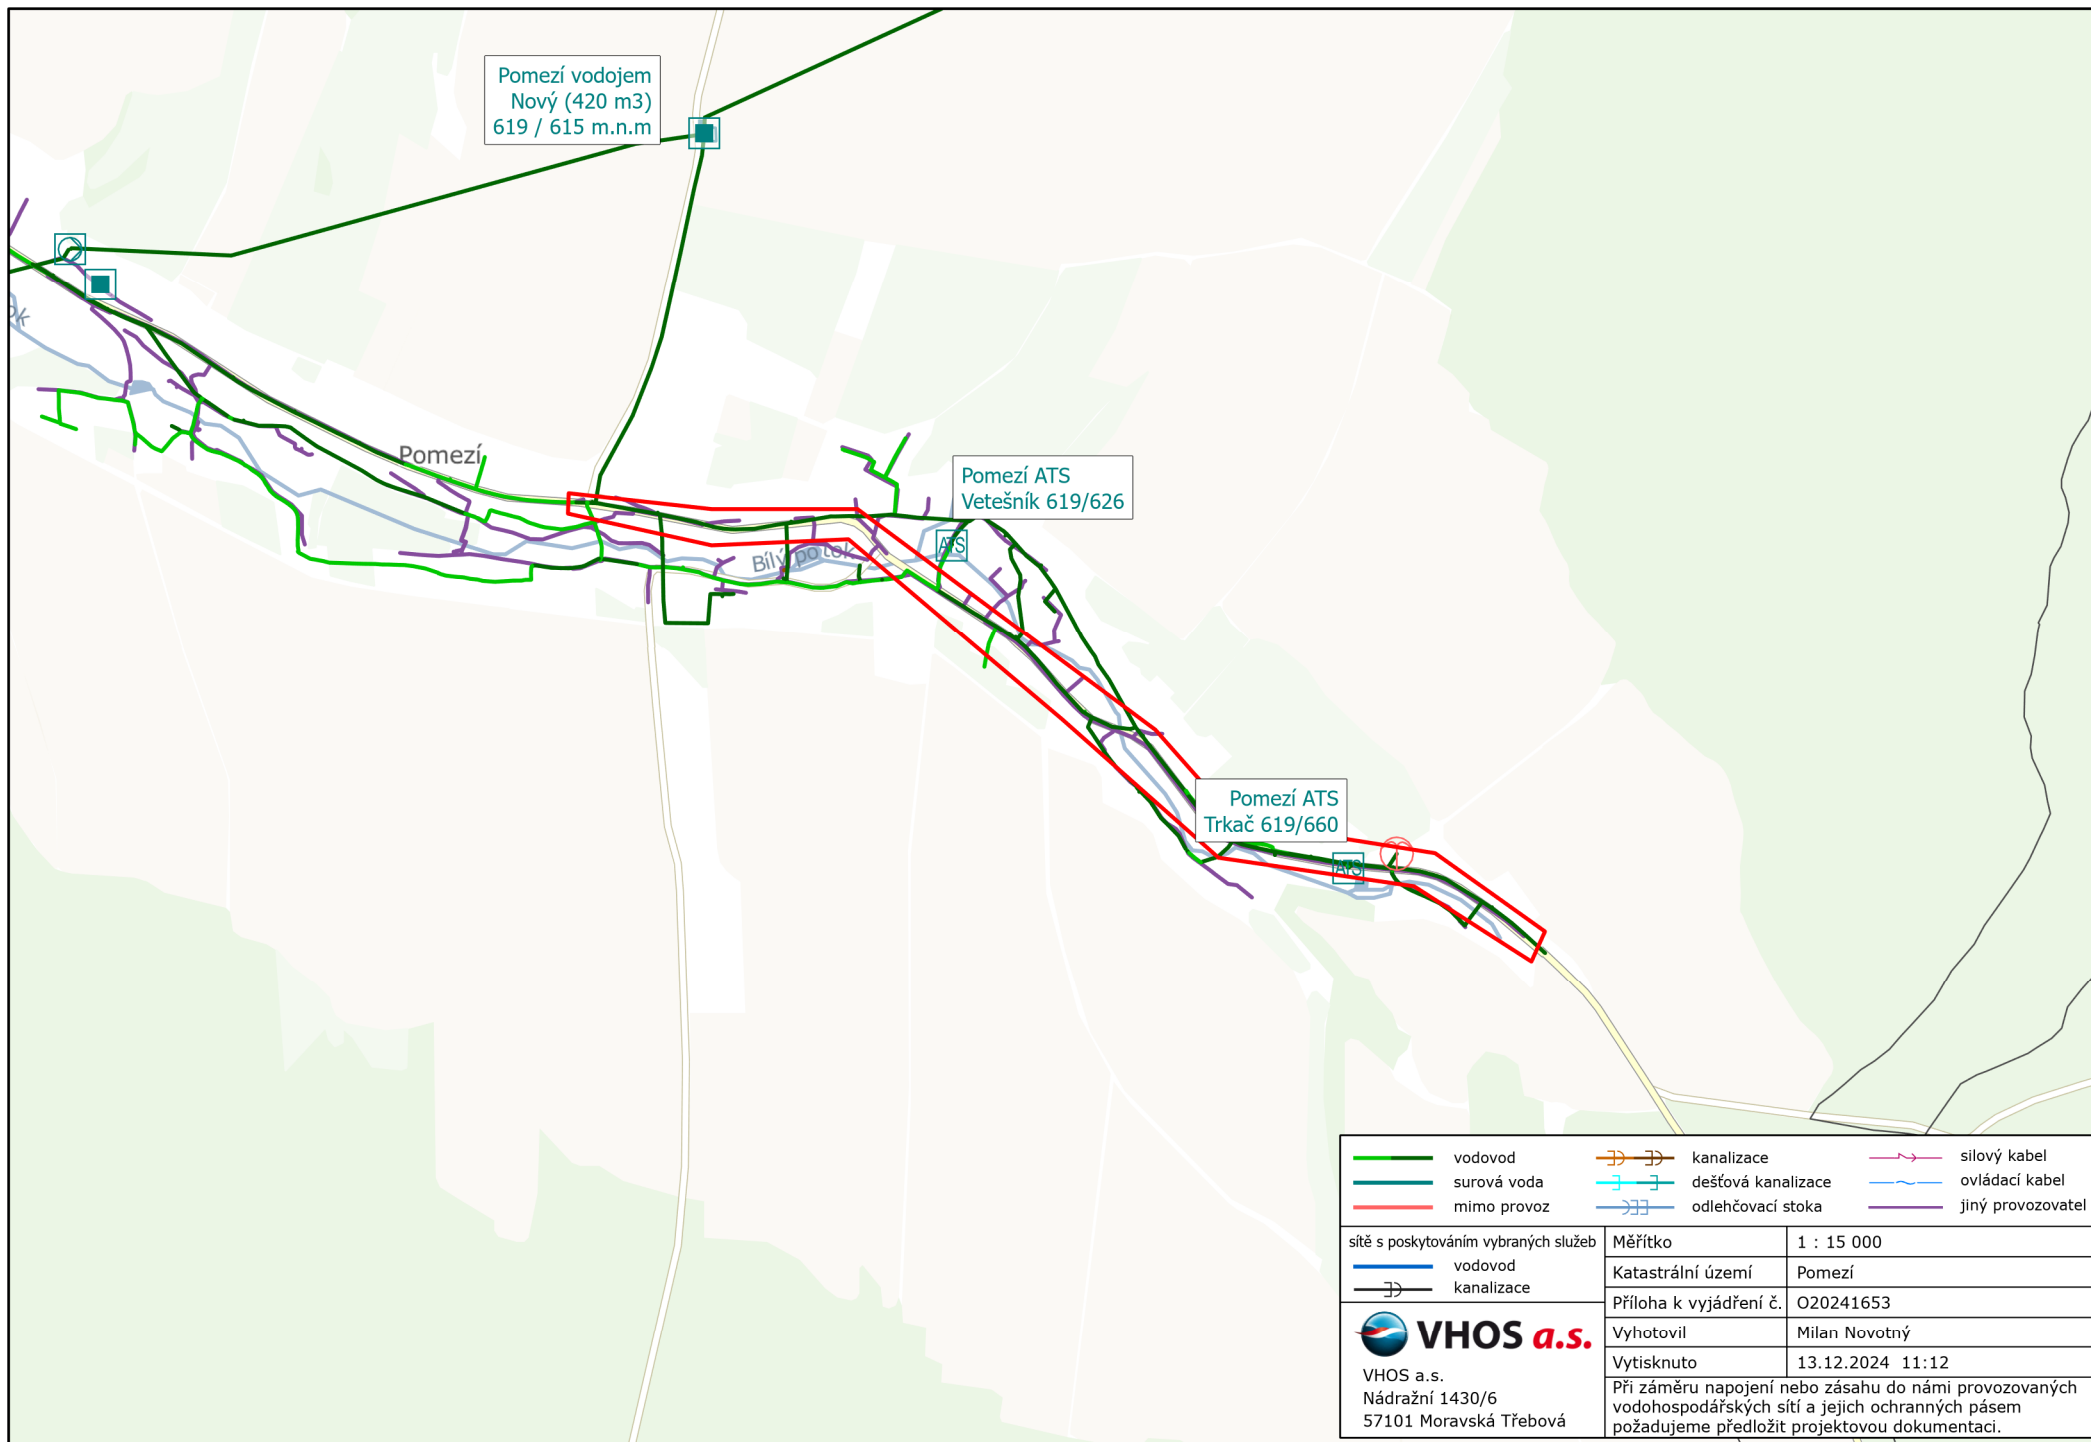 Pomezí vodojem
Nový (420 m3)
619 / 615 m.n.m
ok
Pomezí
Pomezí ATS
Vetešník 619/626
ATS
Bílý potok
Pomezí ATS
Trkač 619/660
ATS
vodovod
surová voda
mimo provoz
kanalizace
dešťová kanalizace
odlehčovací stoka
silový kabel
ovládací kabel
jiný provozovatel
sítě s poskytováním vybraných služeb
vodovod
kanalizace
VHOS a.s.
VHOS a.s.
Nádražní 1430/6
57101 Moravská Třebová
Měřítko 1 : 15 000
Katastrální území Pomezí
Příloha k vyjádření č. O20241653
Vyhotovil Milan Novotný
Vytisknuto 13.12.2024 11:12
Při záměru napojení nebo zásahu do námi provozovaných
vodohospodářských sítí a jejich ochranných pásem
požadujeme předložit projektovou dokumentaci.